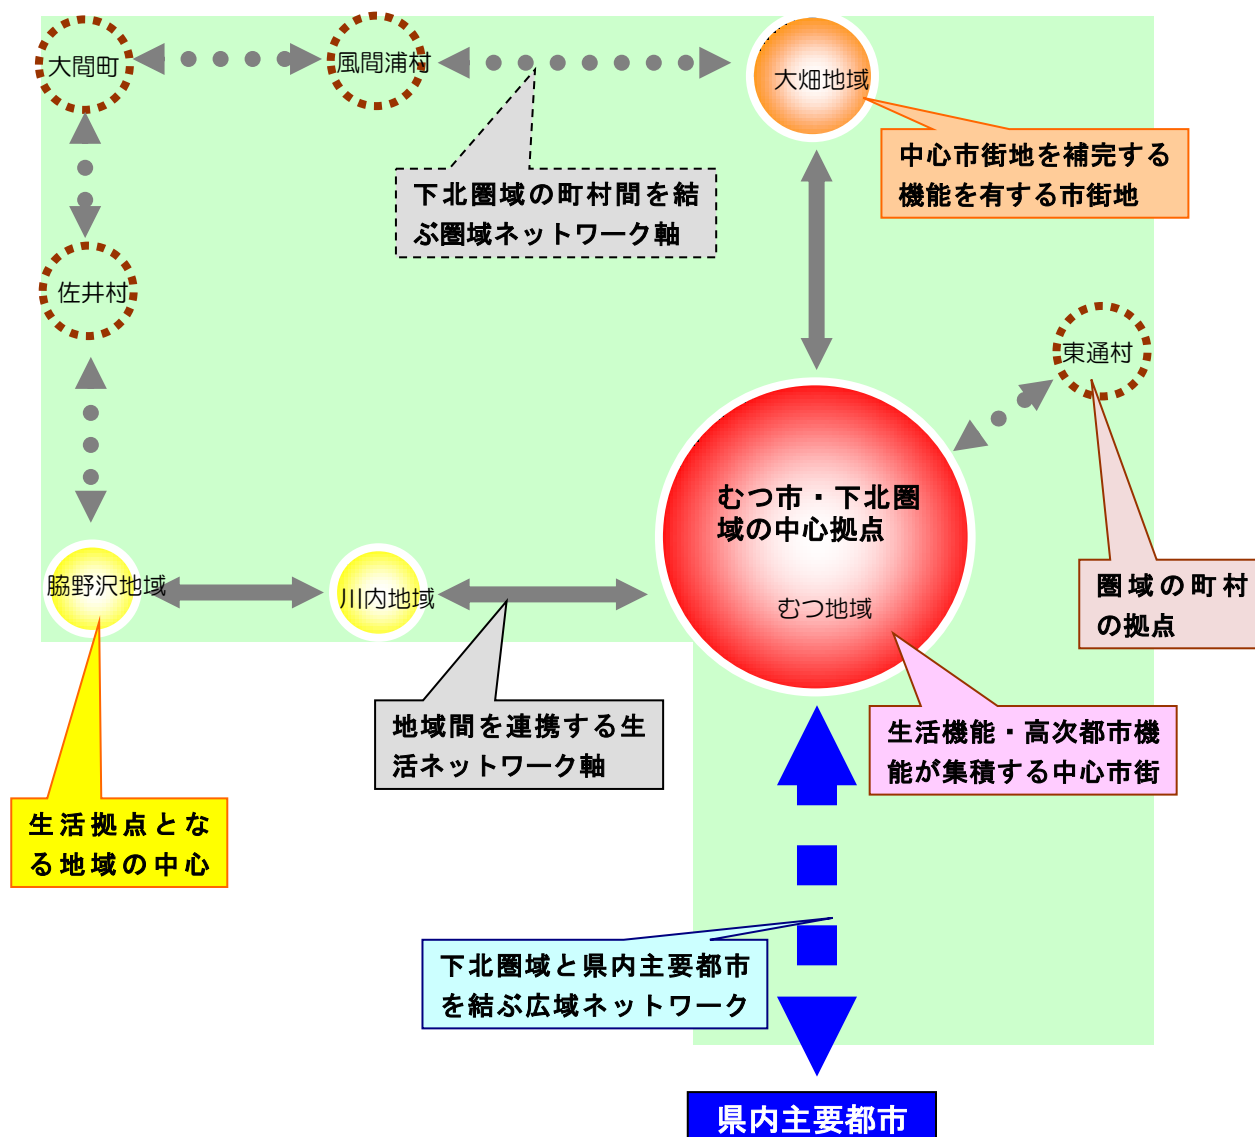 大間町
風間浦村
大畑地域
中心市街地を補完する
機能を有する市街地
下北圏域の町村間を結
ぶ圏域ネットワーク軸
佐井村
東通村
むつ市・下北圏
域の中心拠点
むつ地域
脇野沢地域
川内地域
圏域の町村
の拠点
地域間を連携する生
活ネットワーク軸
生活機能・高次都市機
能が集積する中心市街
生活拠点とな
る地域の中心
下北圏域と県内主要都市
を結ぶ広域ネットワーク
県内主要都市